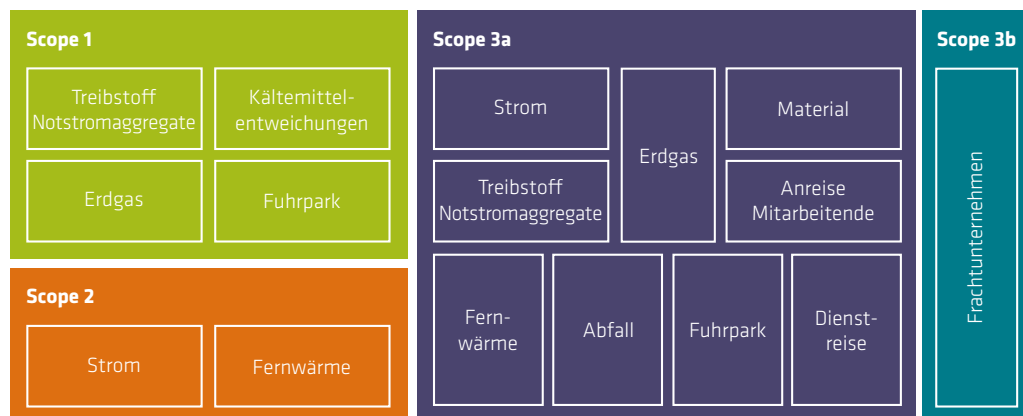 Scope 1
Treibstoff
Notstromaggregate
Kältemittel-
entweichungen
Erdgas
Fuhrpark
Scope 2
Strom
Fernwärme
Scope 3a
Strom
Erdgas
Material
Treibstoff
Notstromaggregate
Anreise
Mitarbeitende
Fern-
wärme
Abfall
Fuhrpark
Dienst-
reise
Scope 3b
Frachtunternehmen